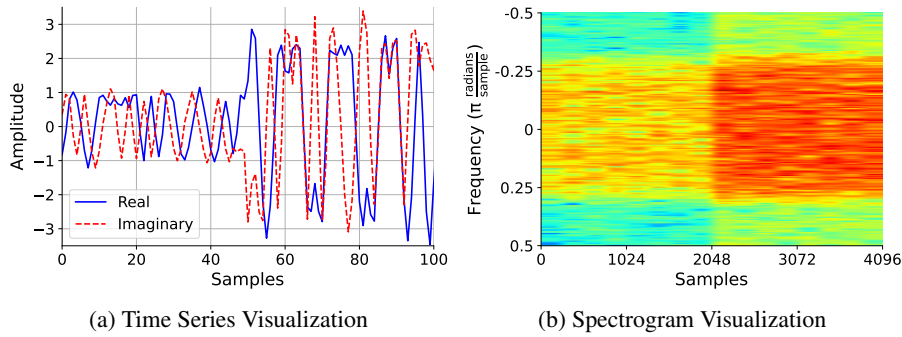 3
2
1
0
−1
−2
−3
Amplitude
Real
Imaginary
0 20 40 60 80 100
Samples
(a) Time Series Visualization
-0.5
-0.25
0
0.25
0.5
Frequency (π radians/sample)
0 1024 2048 3072 4096
Samples
(b) Spectrogram Visualization